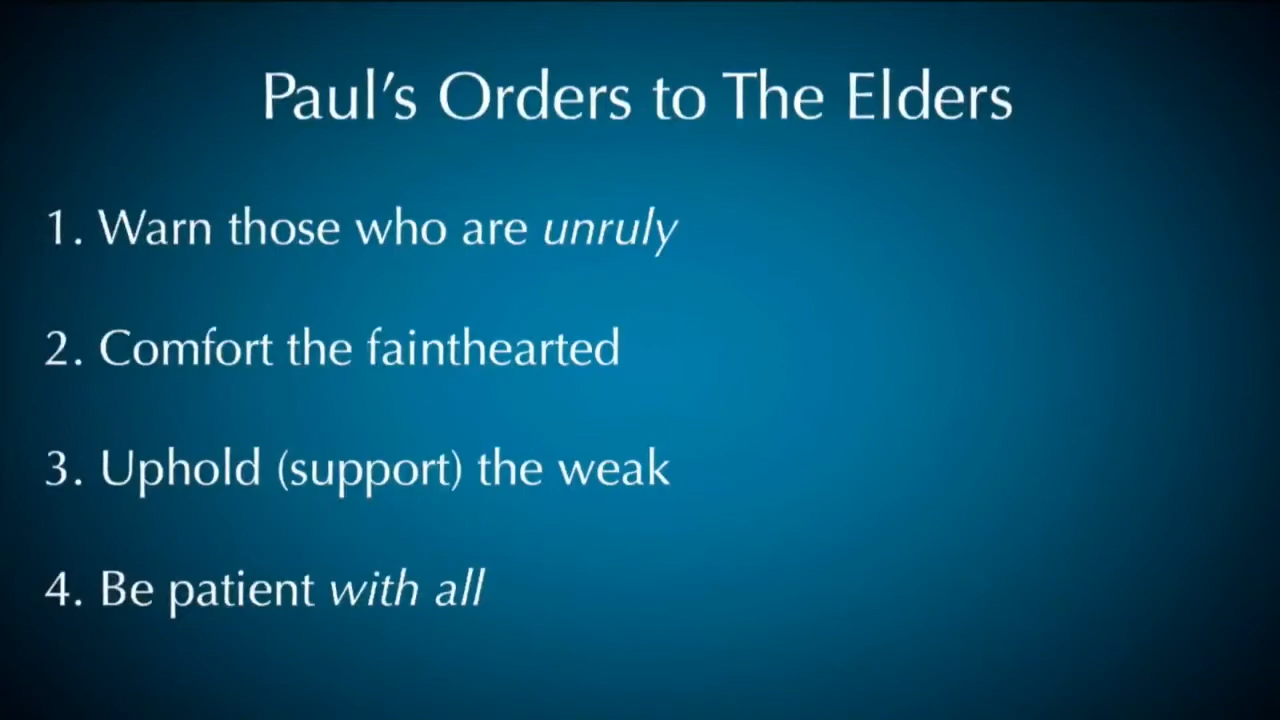 Paul’s Orders to The Elders
1. Warn those who are unruly
2. Comfort the fainthearted
3. Uphold (support) the weak
4. Be patient with all